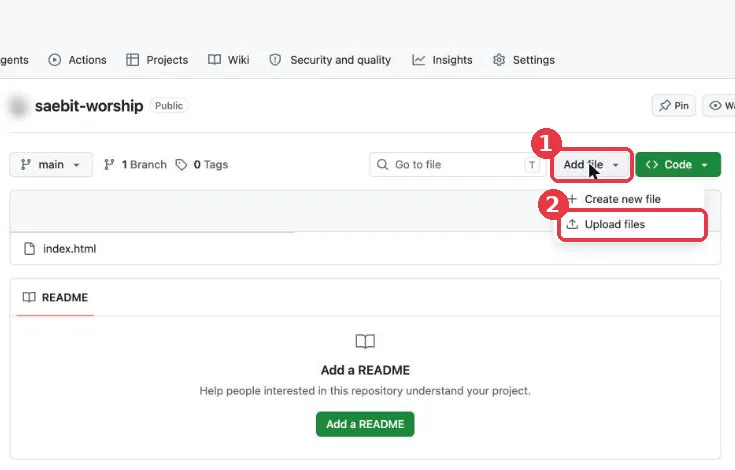 gents Actions Projects Wiki Security and quality Insights Settings
saebit-worship Public Pin Wa
main 1 Branch 0 Tags Go to file T Add file Code
1
2
Create new file
Upload files
index.html
README
Add a README
Help people interested in this repository understand your project.
Add a README